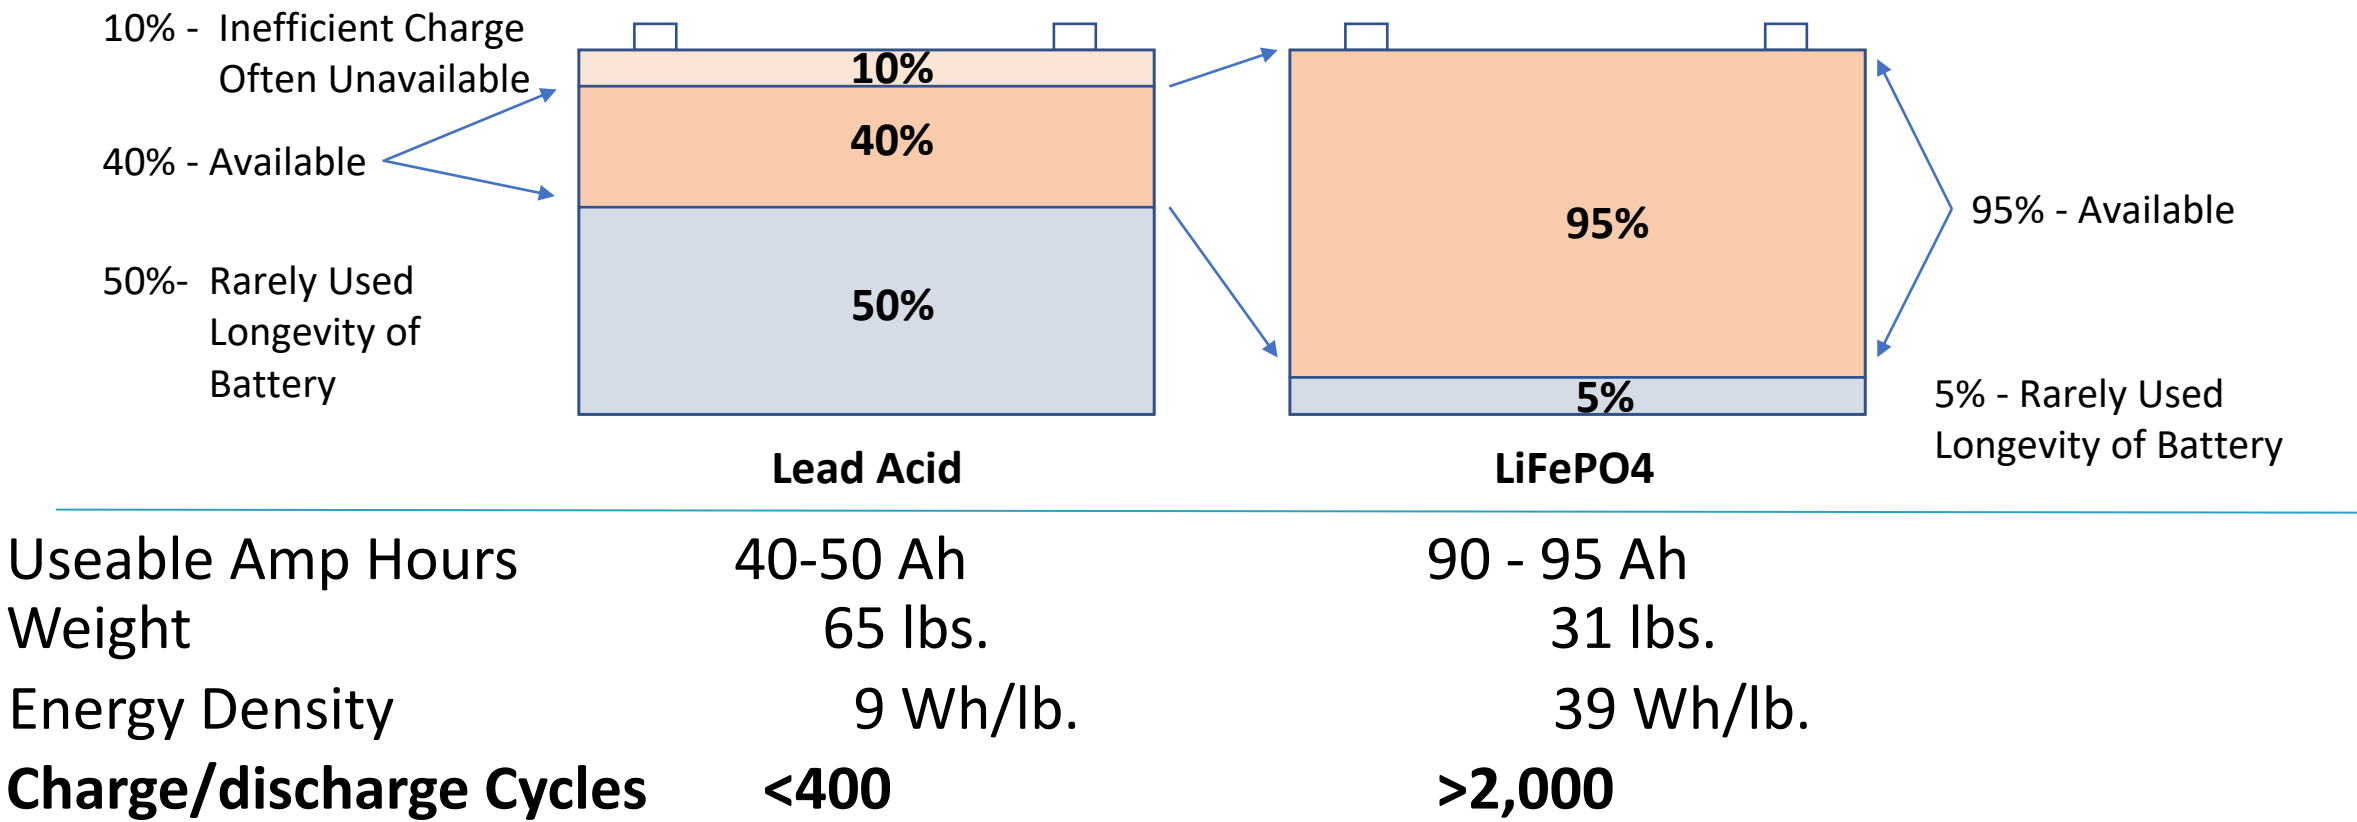 10% - Inefficient Charge
Often Unavailable
40% - Available
50%- Rarely Used
Longevity of
Battery
10%
40%
50%
Lead Acid
95%
5%
LiFePO4
95% - Available
5% - Rarely Used
Longevity of Battery
Useable Amp Hours 40-50 Ah 90 - 95 Ah
Weight 65 lbs. 31 lbs.
Energy Density 9 Wh/lb. 39 Wh/lb.
Charge/discharge Cycles <400 >2,000